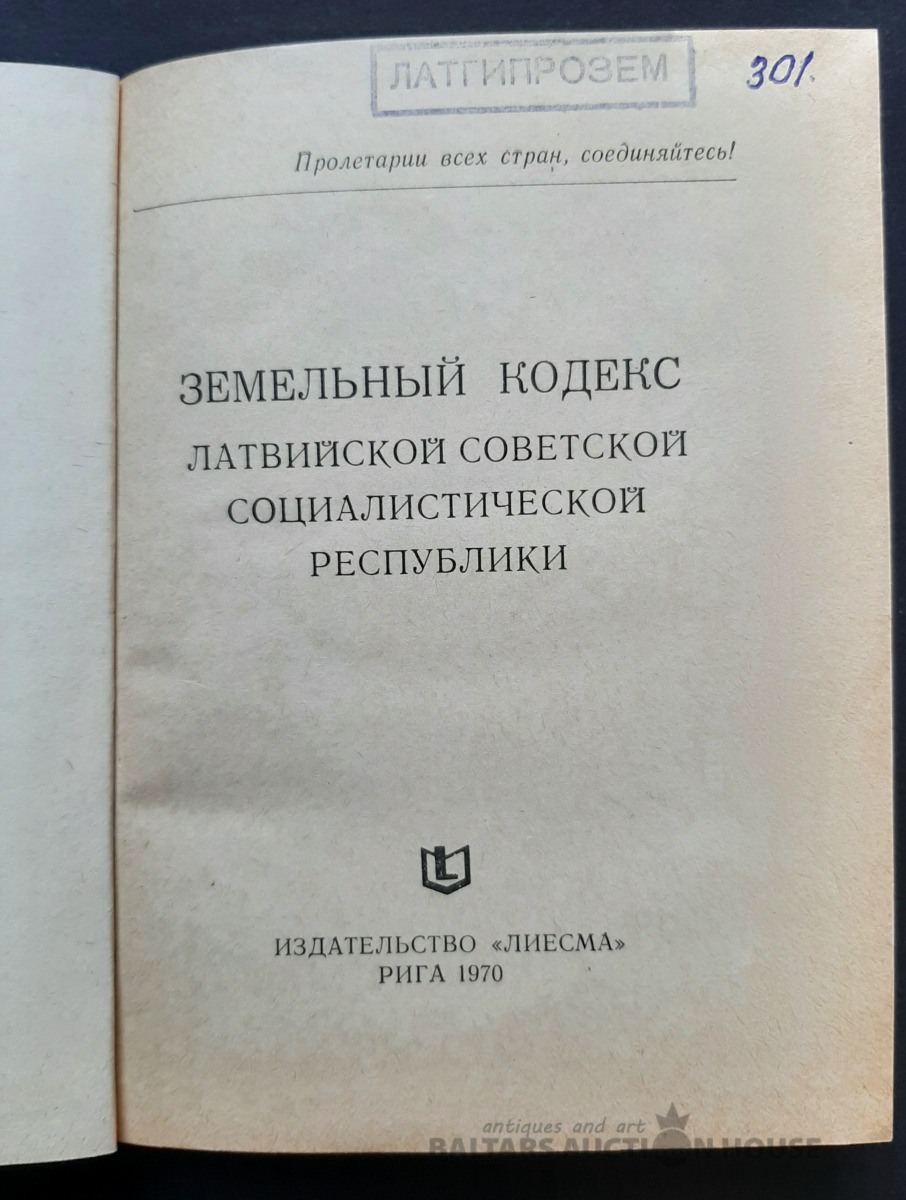 ЛАТГИПРОЗЕМ
301.
Пролетарии всех стран, соединяйтесь!
ЗЕМЕЛЬНЫЙ КОДЕКС
ЛАТВИЙСКОЙ СОВЕТСКОЙ
СОЦИАЛИСТИЧЕСКОЙ
РЕСПУБЛИКИ
L
ИЗДАТЕЛЬСТВО «ЛИЕСМА»
РИГА 1970
antiques and art
BALTARS AUCTION HOUSE